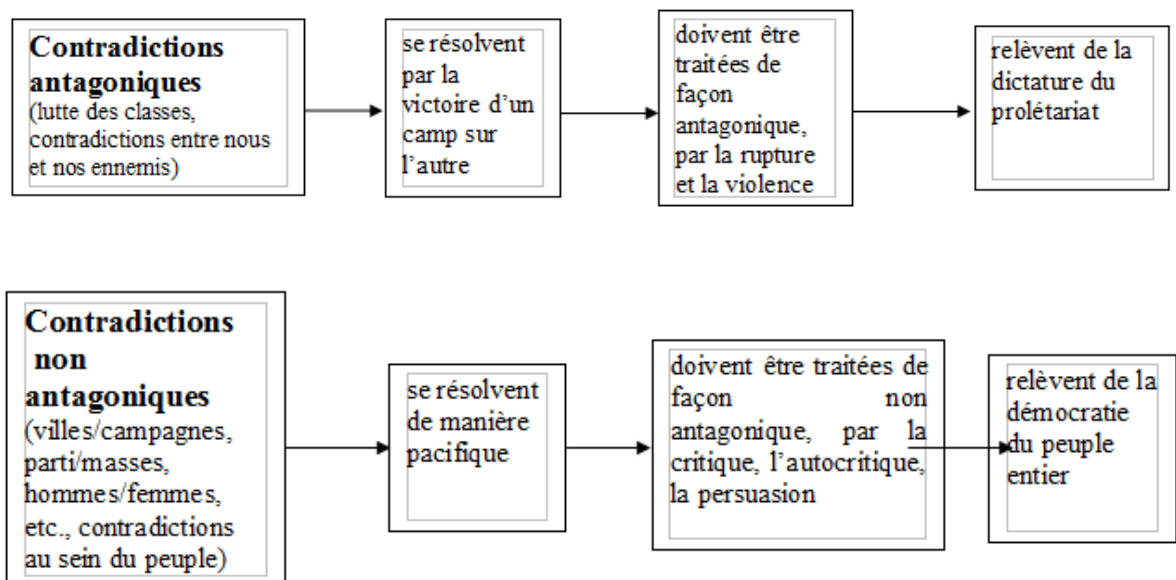 Contradictions
antagoniques
(lutte des classes,
contradictions entre nous
et nos ennemis)
se résolvent
par la
victoire d’un
camp sur
l’autre
doivent être
traitées de
façon
antagonique,
par la rupture
et la violence
relèvent de la
dictature du
prolétariat
Contradictions
non
antagoniques
(villes/campagnes,
parti/masses,
hommes/femmes,
etc., contradictions
au sein du peuple)
se résolvent
de manière
pacifique
doivent être traitées de
façon non
antagonique, par la
critique, l’autocritique,
la persuasion
relèvent de la
démocratie
du peuple
entier